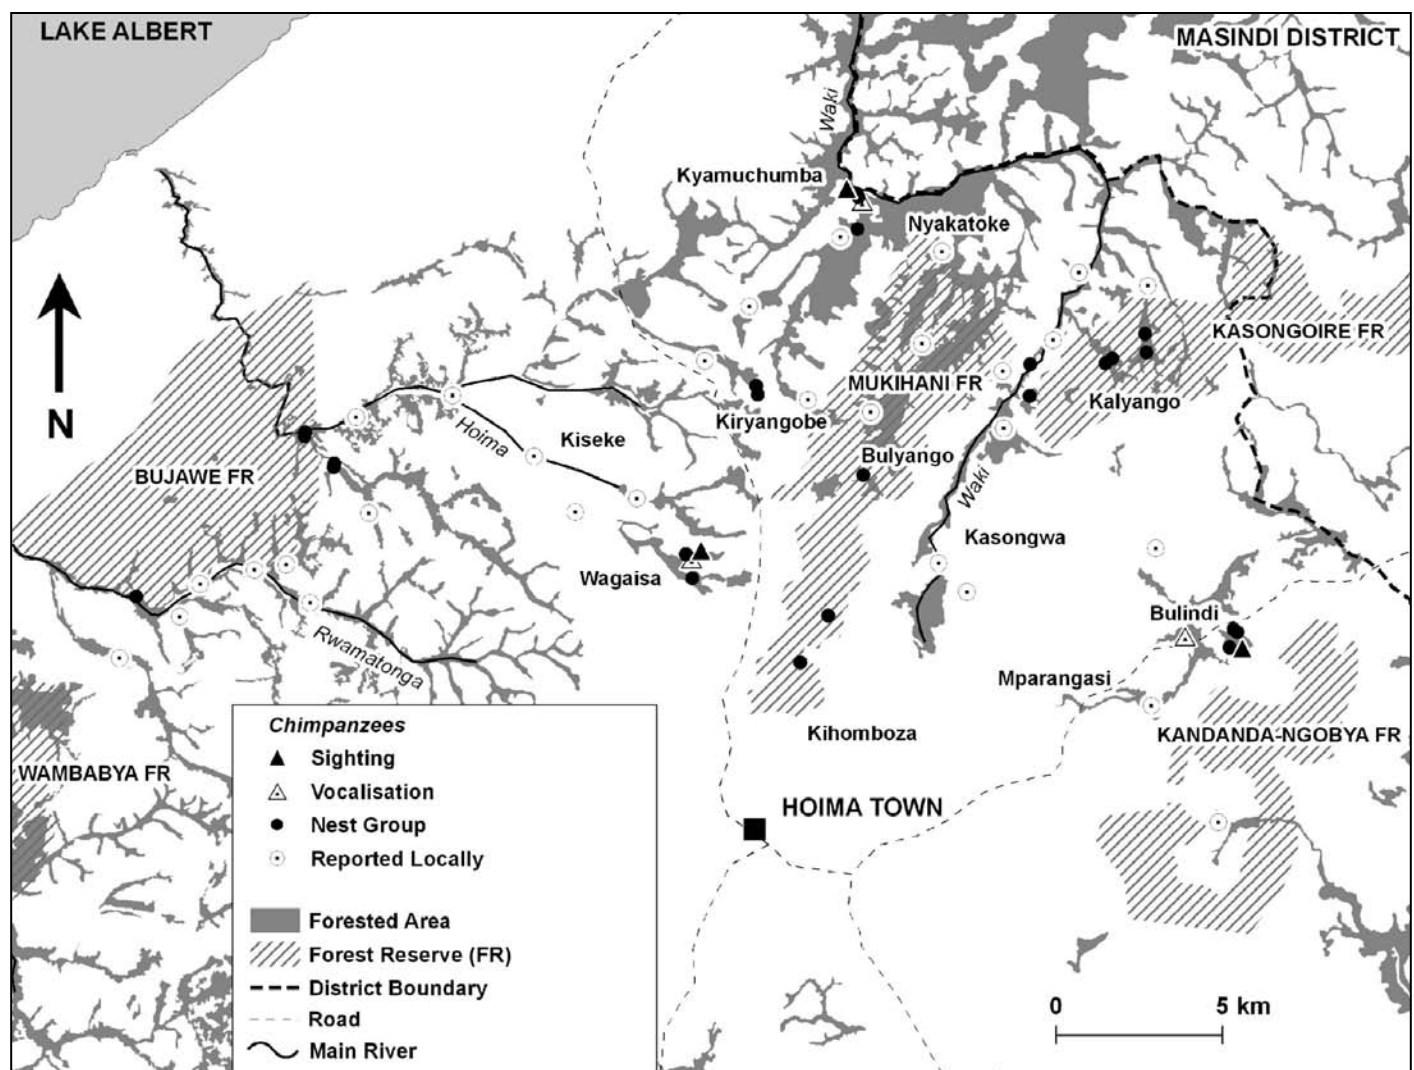 LAKE ALBERT
MASINDI DISTRICT
Waki
Kyamuchumba
Nyakatoke
N
KASONGOIRE FR
MUKIHANI FR
Kalyango
Kiryangobe
Hoima
Kiseke
Bulyango
BUJAWE FR
Waki
Kasongwa
Wagaisa
Bulindi
Rwamatonga
Mparangasi
Kihomboza
KANDANDA-NGOBYA FR
WAMBABYA FR
HOIMA TOWN
Chimpanzees
Sighting
Vocalisation
Nest Group
Reported Locally
Forested Area
Forest Reserve (FR)
District Boundary
Road
Main River
0 5 km